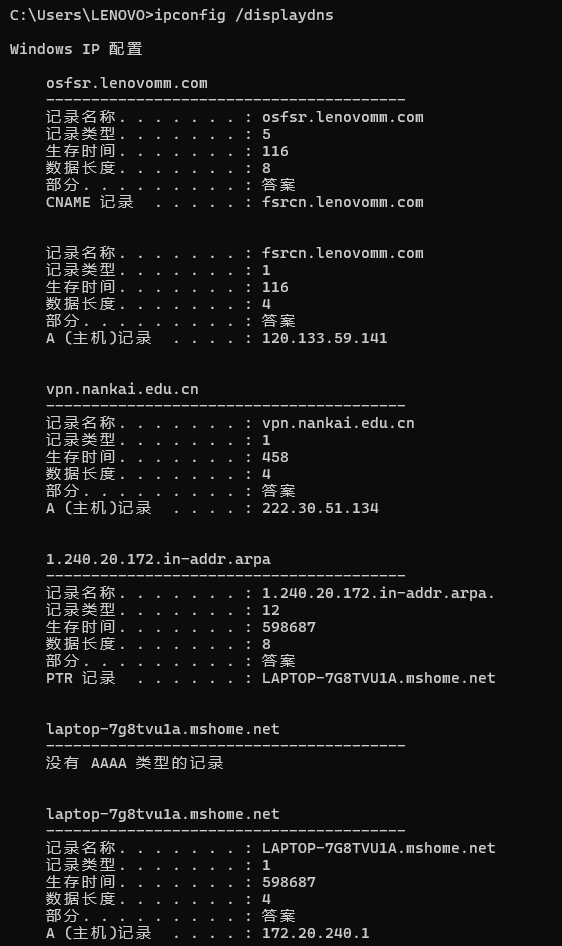 C:\Users\LENOVO>ipconfig /displaydns
Windows IP 配置
osfsr.lenovomm.com
----------------------------------------
记录名称. . . . . . . : osfsr.lenovomm.com
记录类型. . . . . . . : 5
生存时间. . . . . . . : 116
数据长度. . . . . . . : 8
部分. . . . . . . . . : 答案
CNAME 记录  . . . . . : fsrcn.lenovomm.com
记录名称. . . . . . . : fsrcn.lenovomm.com
记录类型. . . . . . . : 1
生存时间. . . . . . . : 116
数据长度. . . . . . . : 4
部分. . . . . . . . . : 答案
A (主机)记录  . . . . : 120.133.59.141
vpn.nankai.edu.cn
----------------------------------------
记录名称. . . . . . . : vpn.nankai.edu.cn
记录类型. . . . . . . : 1
生存时间. . . . . . . : 458
数据长度. . . . . . . : 4
部分. . . . . . . . . : 答案
A (主机)记录  . . . . : 222.30.51.134
1.240.20.172.in-addr.arpa
----------------------------------------
记录名称. . . . . . . : 1.240.20.172.in-addr.arpa.
记录类型. . . . . . . : 12
生存时间. . . . . . . : 598687
数据长度. . . . . . . : 8
部分. . . . . . . . . : 答案
PTR 记录  . . . . . . : LAPTOP-7G8TVU1A.mshome.net
laptop-7g8tvu1a.mshome.net
----------------------------------------
没有 AAAA 类型的记录
laptop-7g8tvu1a.mshome.net
----------------------------------------
记录名称. . . . . . . : LAPTOP-7G8TVU1A.mshome.net
记录类型. . . . . . . : 1
生存时间. . . . . . . : 598687
数据长度. . . . . . . : 4
部分. . . . . . . . . : 答案
A (主机)记录  . . . . : 172.20.240.1